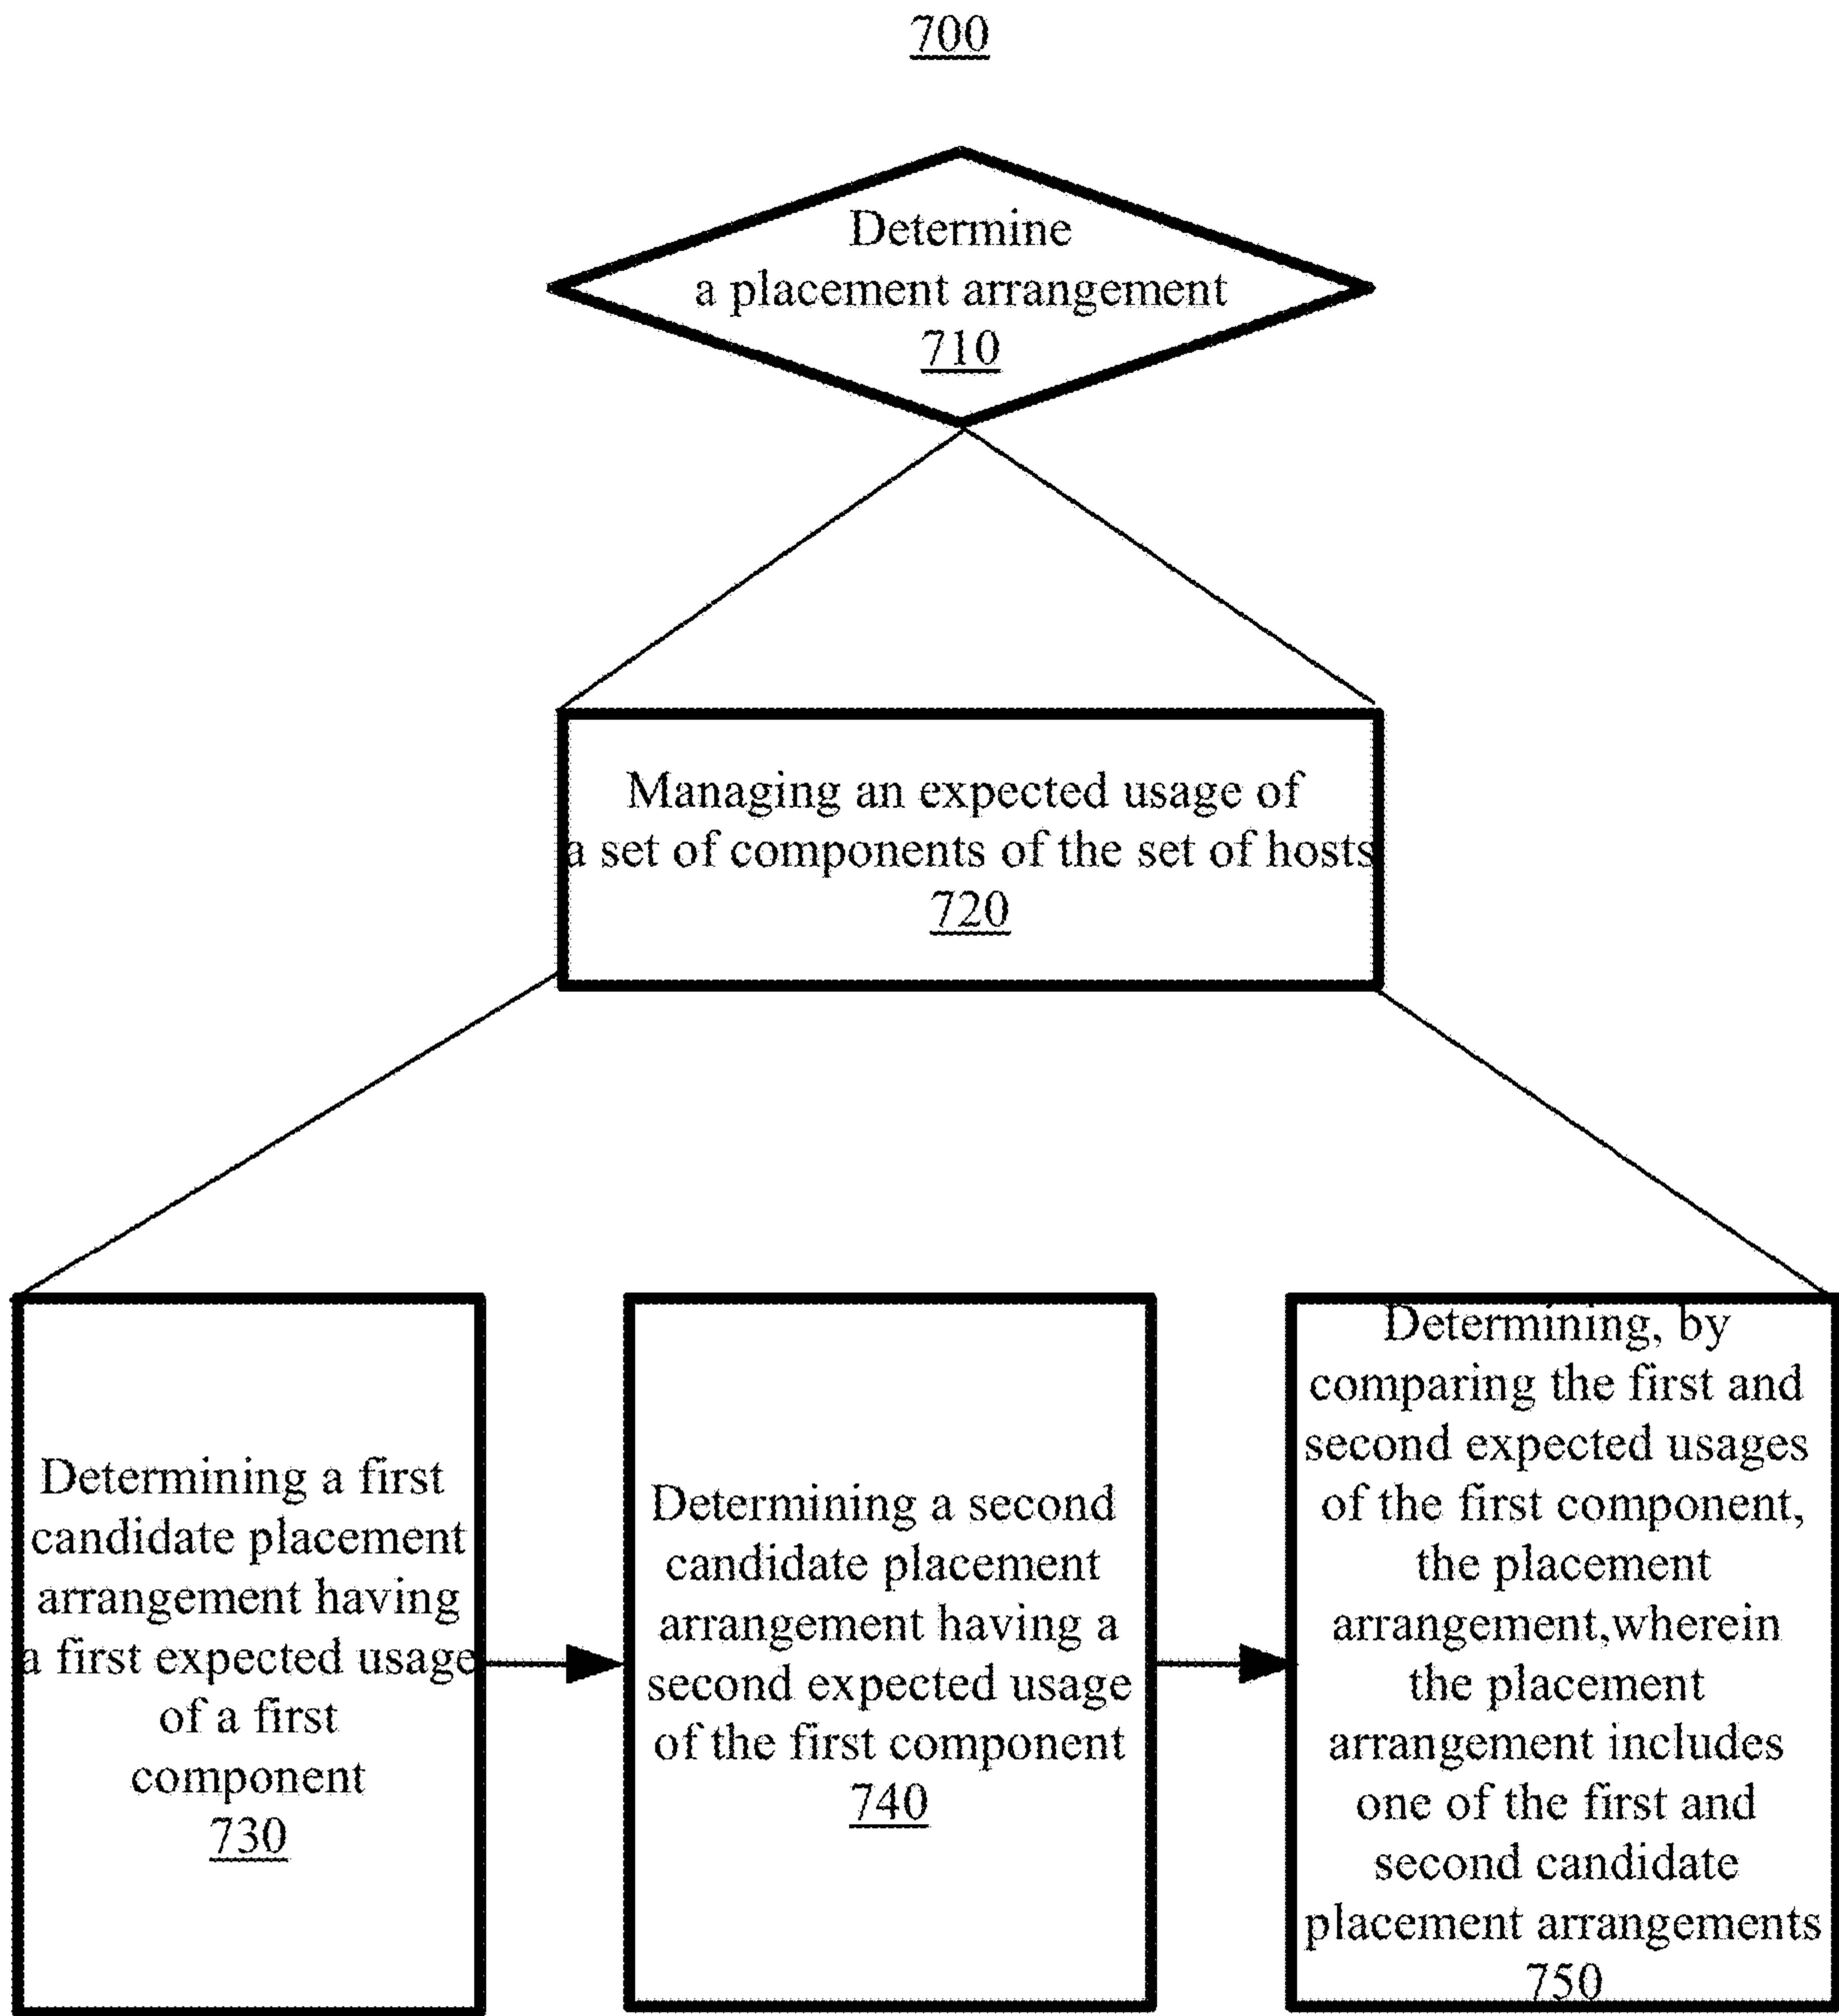 700
Determine
a placement arrangement
710
Managing an expected usage of
a set of components of the set of hosts
720
Determining a first
candidate placement
arrangement having
a first expected usage
of a first
component
730
Determining a second
candidate placement
arrangement having a
second expected usage
of the first component
740
Determining, by
comparing the first and
second expected usages
of the first component,
the placement
arrangement,wherein
the placement
arrangement includes
one of the first and
second candidate
placement arrangements
750